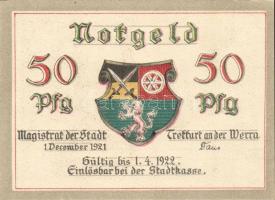 Notgeld
50 50
Pfg Pfg
Magistrat der Stadt Treffurt an der Werra
1. December 1921
Gültig bis 1. 4. 1922.
Einlösbar bei der Stadtkasse.